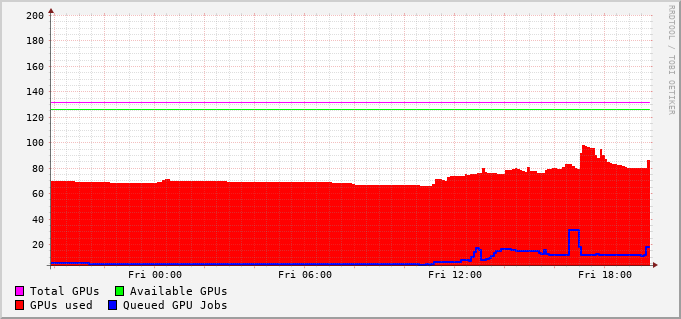 200
180
160
140
120
100
80
60
40
20
Fri 00:00 Fri 06:00 Fri 12:00 Fri 18:00
Total GPUs Available GPUs
GPUs used Queued GPU Jobs
RRDTOOL / TOBI OETIKER